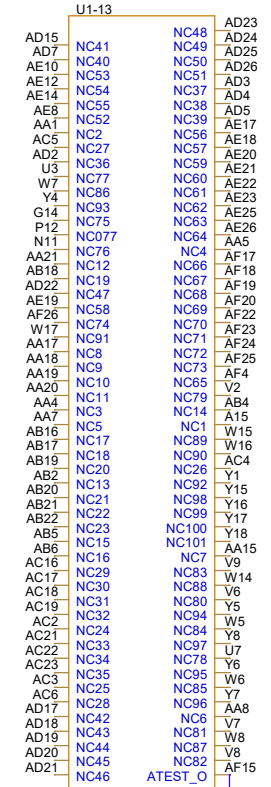 U1-13
AD15
AD7
AE10
AE12
AE14
AE8
AA1
AC5
AD2
U3
W7
Y4
G14
P12
N11
AA21
AB18
AD22
AE19
AF26
W17
AA17
AA18
AA19
AA20
AA4
AA7
AB16
AB17
AB19
AB2
AB20
AB21
AB22
AB5
AB6
AC16
AC17
AC18
AC19
AC2
AC21
AC22
AC23
AC3
AC6
AD17
AD18
AD19
AD20
AD21
NC41
NC40
NC53
NC54
NC55
NC52
NC2
NC27
NC36
NC77
NC86
NC93
NC75
NC077
NC76
NC12
NC19
NC47
NC58
NC74
NC91
NC8
NC9
NC10
NC11
NC3
NC5
NC17
NC18
NC20
NC13
NC21
NC22
NC23
NC15
NC16
NC29
NC30
NC31
NC32
NC24
NC33
NC34
NC35
NC25
NC28
NC42
NC43
NC44
NC45
NC46
NC48
NC49
NC50
NC51
NC37
NC38
NC39
NC56
NC57
NC59
NC60
NC61
NC62
NC63
NC64
NC4
NC66
NC67
NC68
NC69
NC70
NC71
NC72
NC73
NC65
NC79
NC14
NC1
NC89
NC90
NC26
NC92
NC98
NC99
NC100
NC101
NC7
NC83
NC88
NC80
NC94
NC84
NC97
NC78
NC95
NC85
NC96
NC6
NC81
NC87
NC82
ATEST_O
AD23
AD24
AD25
AD26
AD3
AD4
AD5
AE17
AE18
AE20
AE21
AE22
AE23
AE25
AE26
AA5
AF17
AF18
AF19
AF20
AF22
AF23
AF24
AF25
AF4
V2
AB4
A15
W15
W16
AC4
Y1
Y15
Y16
Y17
Y18
AA15
V9
W14
V6
Y5
W5
Y8
U7
Y6
W6
Y7
AA8
V7
W8
V8
AF15